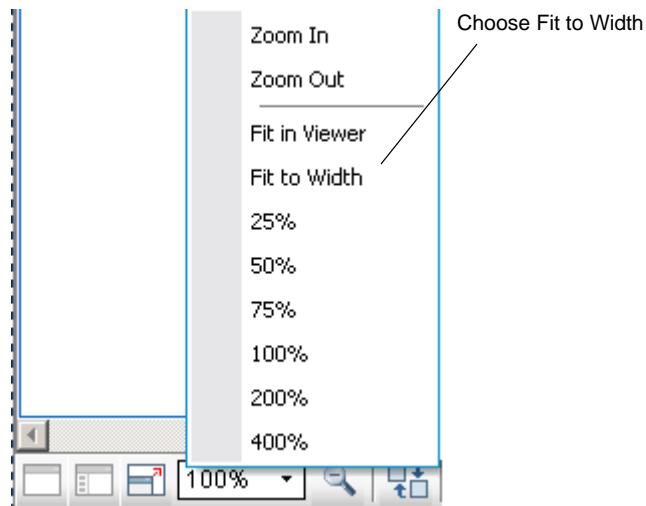 Choose Fit to Width
Zoom In
Zoom Out
Fit in Viewer
Fit to Width
25%
50%
75%
100%
200%
400%
100%